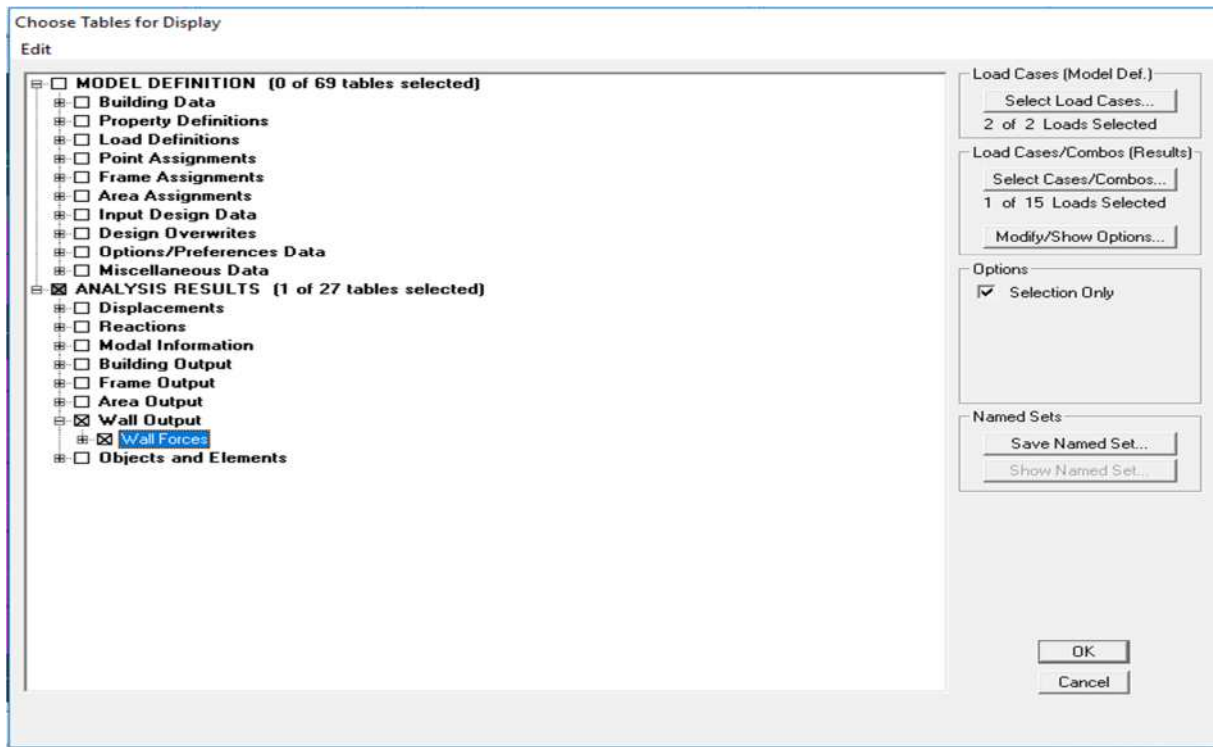 Choose Tables for Display
Edit
MODEL DEFINITION (0 of 69 tables selected)
Building Data
Property Definitions
Load Definitions
Point Assignments
Frame Assignments
Area Assignments
Input Design Data
Design Overwrites
Options/Preferences Data
Miscellaneous Data
ANALYSIS RESULTS (1 of 27 tables selected)
Displacements
Reactions
Modal Information
Building Output
Frame Output
Area Output
Wall Output
Wall Forces
Objects and Elements
Load Cases (Model Def.)
Select Load Cases...
2 of 2 Loads Selected
Load Cases/Combos (Results)
Select Cases/Combos...
1 of 15 Loads Selected
Modify/Show Options...
Options
Selection Only
Named Sets
Save Named Set...
Show Named Set...
OK
Cancel